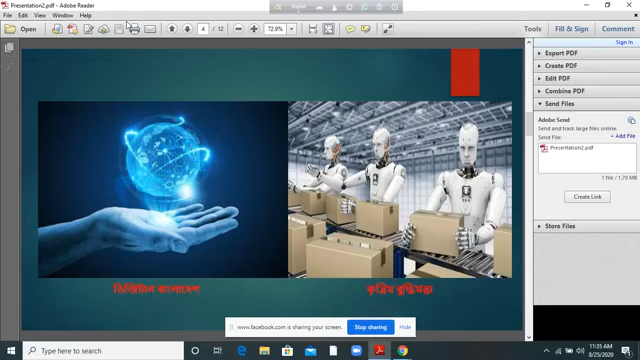 Presentation2.pdf - Adobe Reader
English
File Edit View Window Help
Open
4 / 12
72.9%
Tools Fill & Sign Comment
Sign In
Export PDF
Create PDF
Edit PDF
Combine PDF
Send Files
Adobe Send
Send and track large files online.
Send File:
Add File
Presentation2.pdf
1 file / 1.70 MB
Create Link
Store Files
ডিজিটাল বাংলাদেশ
কৃত্রিম বুদ্ধিমত্তা
www.facebook.com is sharing your screen.
Stop sharing
Hide
Type here to search
11:35 AM
8/25/2020